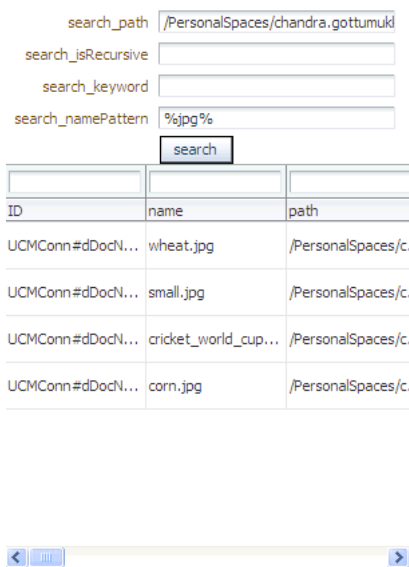 search_path /PersonalSpaces/chandra.gottumukl
search_isRecursive
search_keyword
search_namePattern %jpg%
search
ID name path
UCMConn#dDocN... wheat.jpg /PersonalSpaces/c.
UCMConn#dDocN... small.jpg /PersonalSpaces/c.
UCMConn#dDocN... cricket_world_cup... /PersonalSpaces/c.
UCMConn#dDocN... corn.jpg /PersonalSpaces/c.